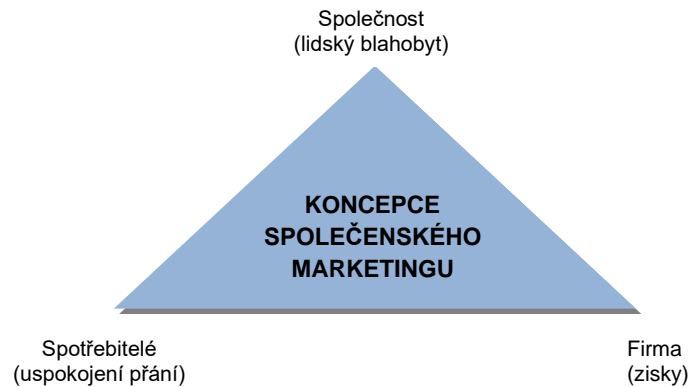 Společnost
(lidský blahobyt)
KONCEPCE
SPOLEČENSKÉHO
MARKETINGU
Spotřebitelé
(uspokojení přání)
Firma
(zisky)